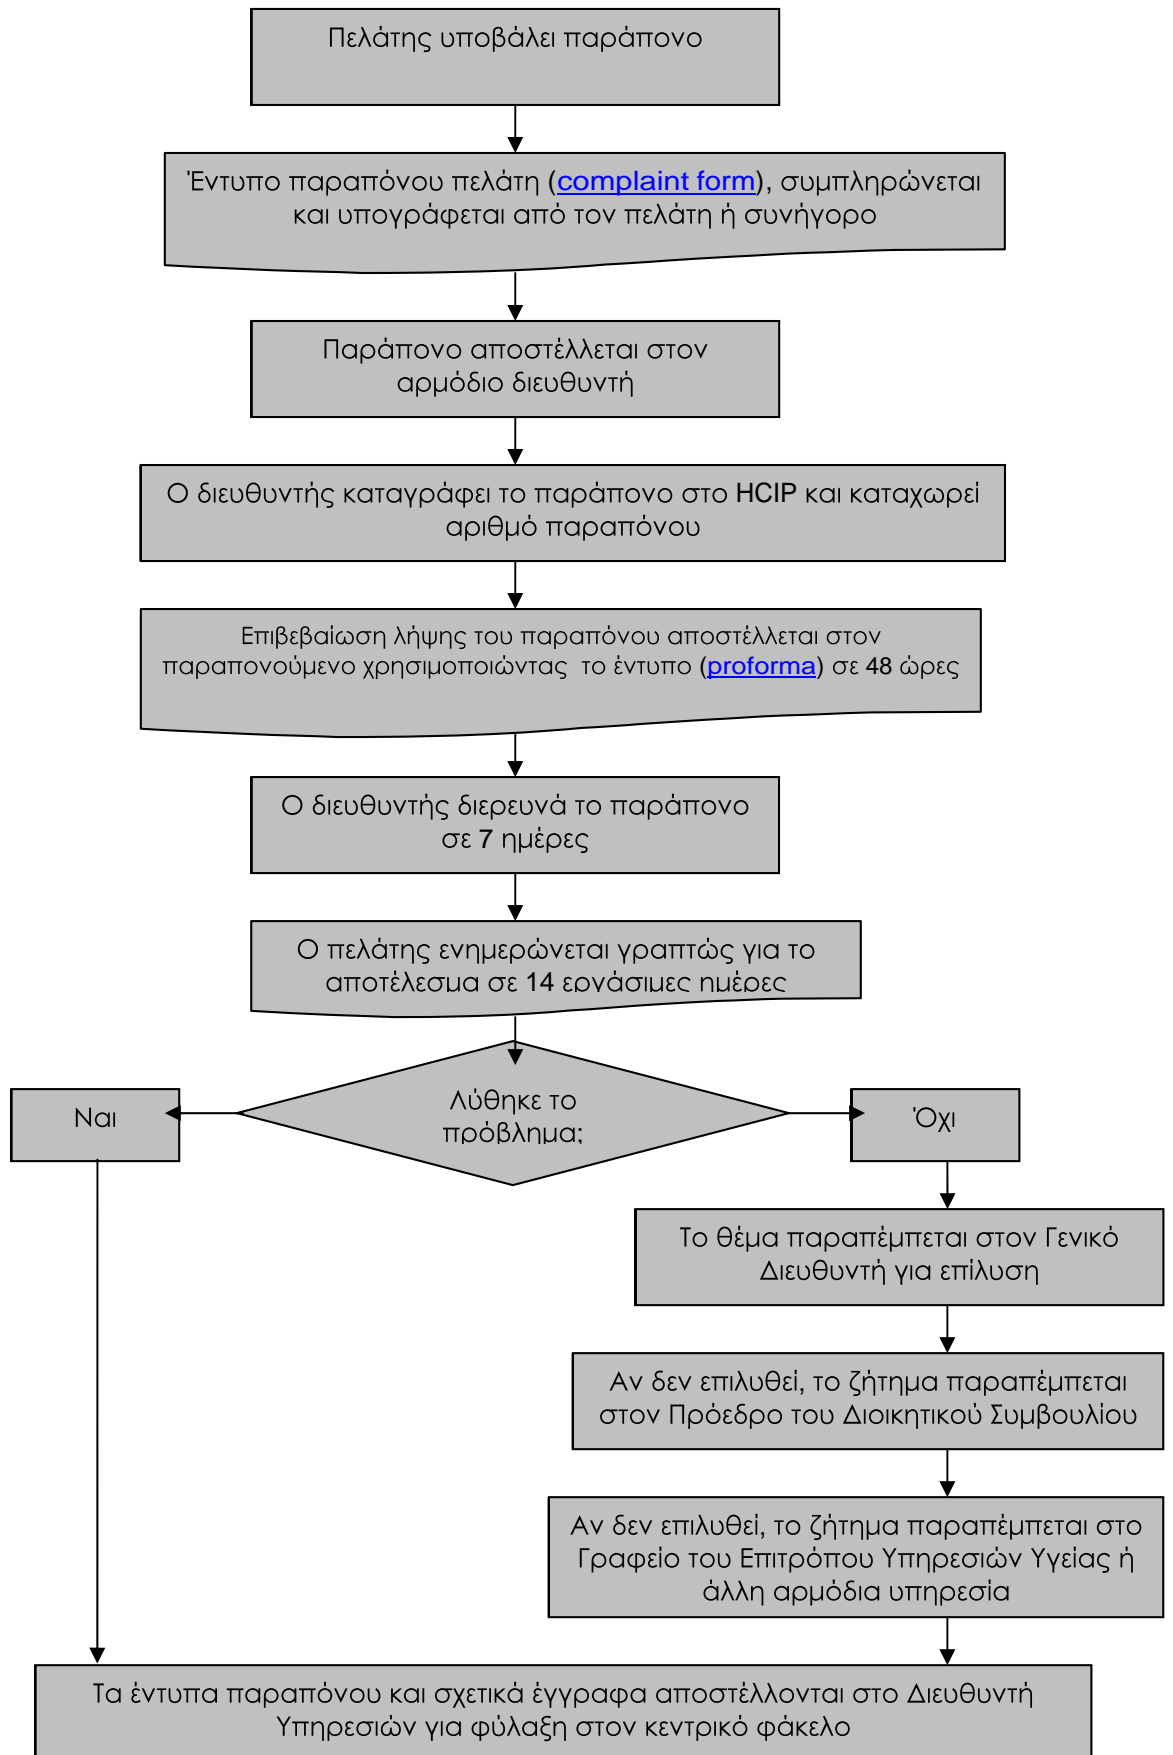 Πελάτης υποβάλει παράπονο
Έντυπο παραπόνου πελάτη (complaint form), συμπληρώνεται
και υπογράφεται από τον πελάτη ή συνήγορο
Παράπονο αποστέλλεται στον
αρμόδιο διευθυντή
Ο διευθυντής καταγράφει το παράπονο στο HCIP και καταχωρεί
αριθμό παραπόνου
Επιβεβαίωση λήψης του παραπόνου αποστέλλεται στον
παραπονούμενο χρησιμοποιώντας το έντυπο (proforma) σε 48 ώρες
Ο διευθυντής διερευνά το παράπονο
σε 7 ημέρες
Ο πελάτης ενημερώνεται γραπτώς για το
αποτέλεσμα σε 14 εργάσιμες ημέρες
Λύθηκε το
πρόβλημα;
Ναι
Όχι
Το θέμα παραπέμπεται στον Γενικό
Διευθυντή για επίλυση
Αν δεν επιλυθεί, το ζήτημα παραπέμπεται
στον Πρόεδρο του Διοικητικού Συμβουλίου
Αν δεν επιλυθεί, το ζήτημα παραπέμπεται στο
Γραφείο του Επιτρόπου Υπηρεσιών Υγείας ή
άλλη αρμόδια υπηρεσία
Τα έντυπα παραπόνου και σχετικά έγγραφα αποστέλλονται στο Διευθυντή
Υπηρεσιών για φύλαξη στον κεντρικό φάκελο